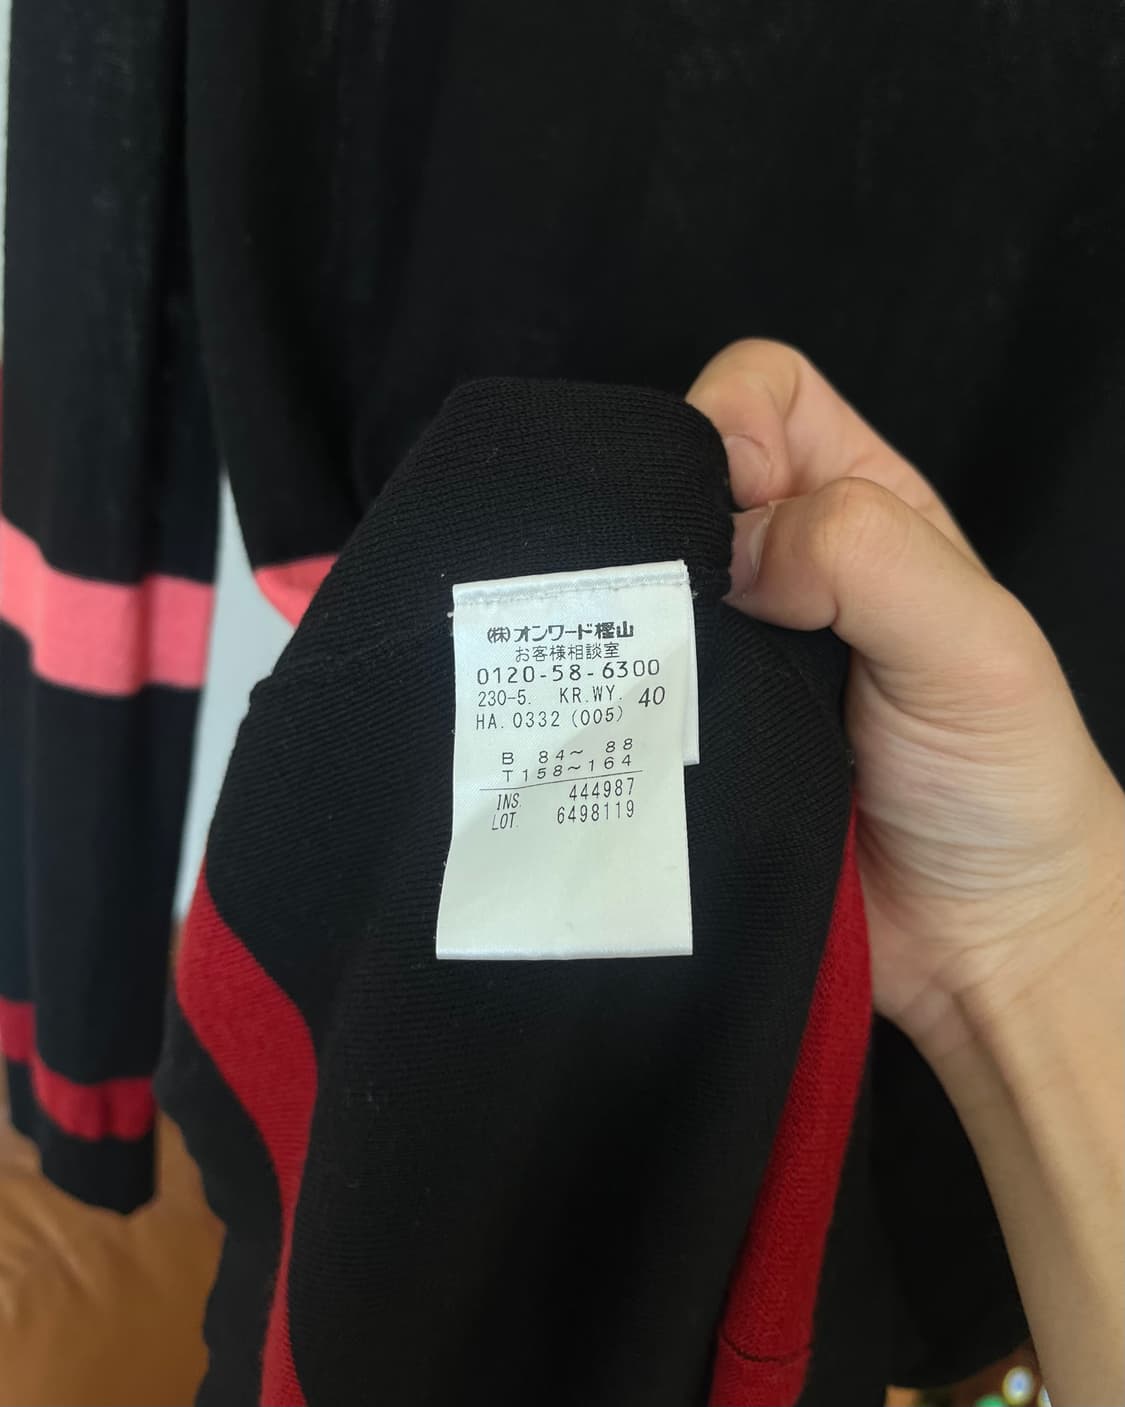 ㈱オンワード樫山
お客様相談室
0120-58-6300
230-5. KR.WY. 40
HA.0332(005)
B 84～ 88
T158～164
INS. 444987
LOT. 6498119